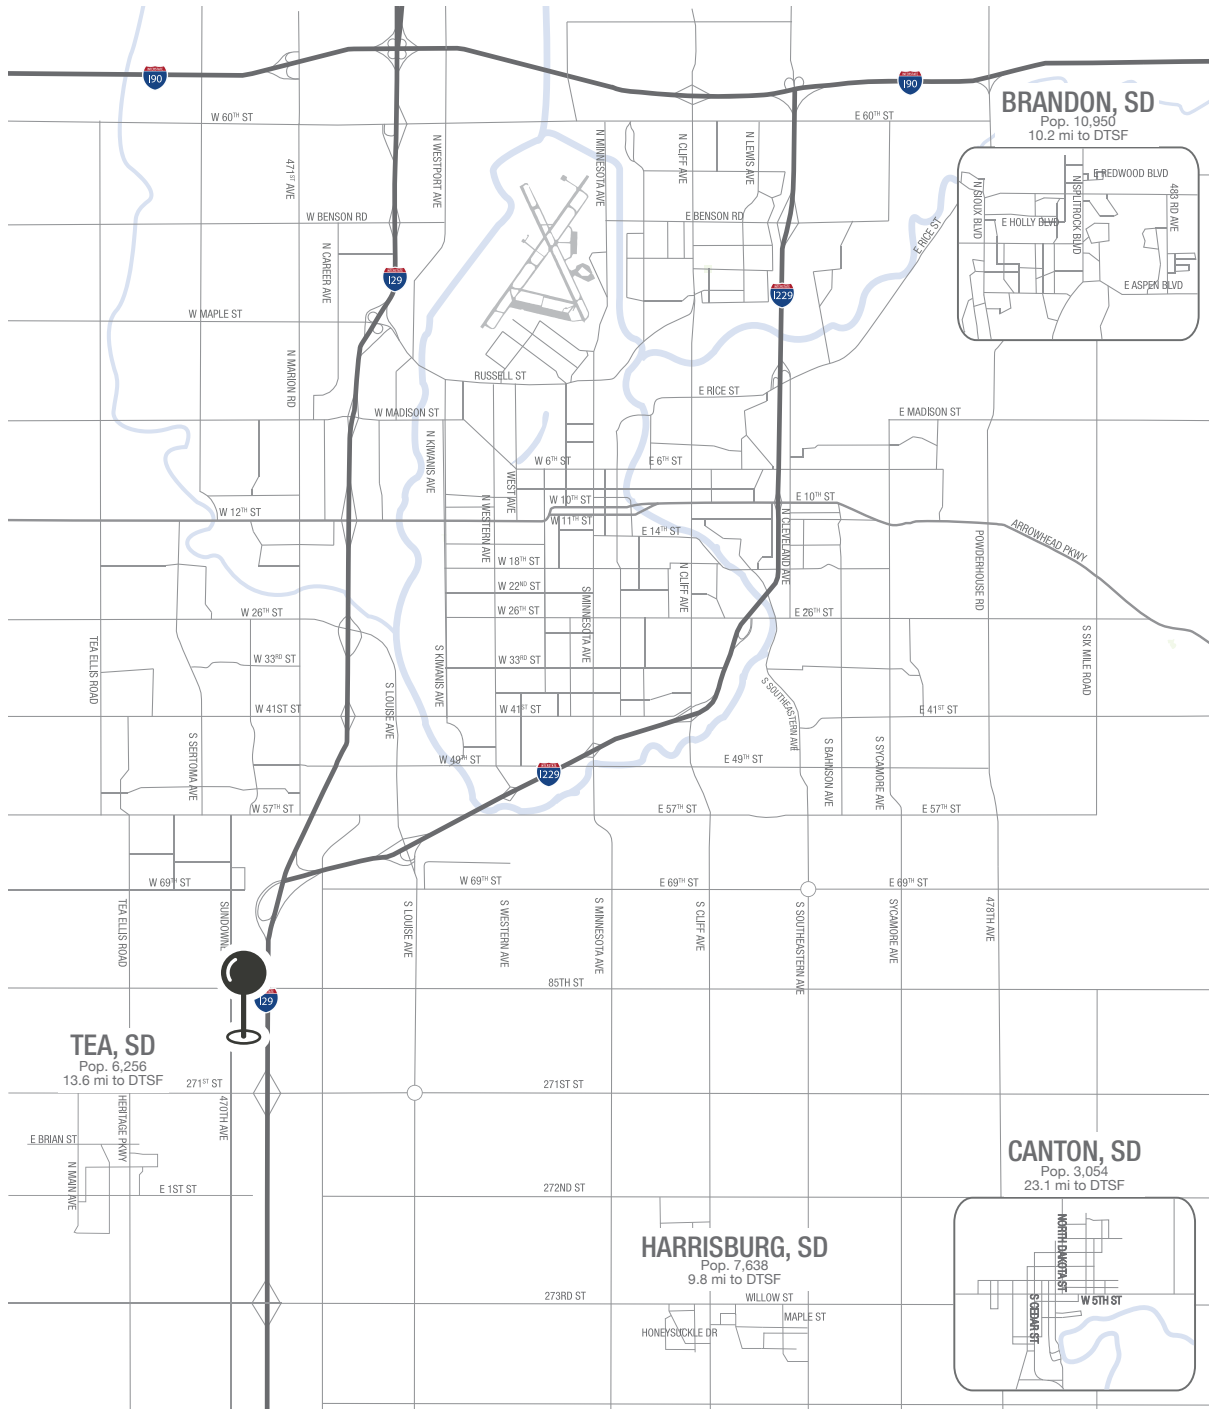 I90
I90
BRANDON, SD
Pop. 10,950
10.2 mi to DTSF
W 60TH ST
E 60TH ST
N WESTPORT AVE
N MINNESOTA AVE
N CLIFF AVE
N LEWIS AVE
471ST AVE
E REDWOOD BLVD
N SIOUX BLVD
N SPLITROCK BLVD
483 RD AVE
E HOLLY BLVD
E ASPEN BLVD
W BENSON RD
E BENSON RD
E RICE ST
N CAREER AVE
I29
I229
W MAPLE ST
N MARION RD
RUSSELL ST
E RICE ST
W MADISON ST
E MADISON ST
N KIWANIS AVE
W 6TH ST
E 6TH ST
WEST AVE
N WESTERN AVE
W 10TH ST
E 10TH ST
W 12TH ST
W 11TH ST
E 14TH ST
N CLEVELAND AVE
ARROWHEAD PKWY
POWDERHOUSE RD
W 18TH ST
N CLIFF AVE
W 22ND ST
S MINNESOTA AVE
W 26TH ST
W 26TH ST
E 26TH ST
TEA ELLIS ROAD
S SIX MILE ROAD
W 33RD ST
S KIWANIS AVE
W 33RD ST
S LOUISE AVE
S SOUTHEASTERN AVE
W 41ST ST
W 41ST ST
E 41ST ST
S SERTOMA AVE
S BAHNSON AVE
S SYCAMORE AVE
W 49TH ST
E 49TH ST
I229
W 57TH ST
E 57TH ST
E 57TH ST
W 69TH ST
W 69TH ST
E 69TH ST
E 69TH ST
TEA ELLIS ROAD
S LOUISE AVE
S WESTERN AVE
S MINNESOTA AVE
S CLIFF AVE
S SOUTHEASTERN AVE
SYCAMORE AVE
478TH AVE
85TH ST
I29
TEA, SD
Pop. 6,256
13.6 mi to DTSF
271ST ST
271ST ST
HERITAGE PKWY
470TH AVE
E BRIAN ST
N MAIN AVE
E 1ST ST
272ND ST
CANTON, SD
Pop. 3,054
23.1 mi to DTSF
NORTH DAKOTA ST
S CEDAR ST
W 5TH ST
HARRISBURG, SD
Pop. 7,638
9.8 mi to DTSF
273RD ST
WILLOW ST
MAPLE ST
HONEYSUCKLE DR